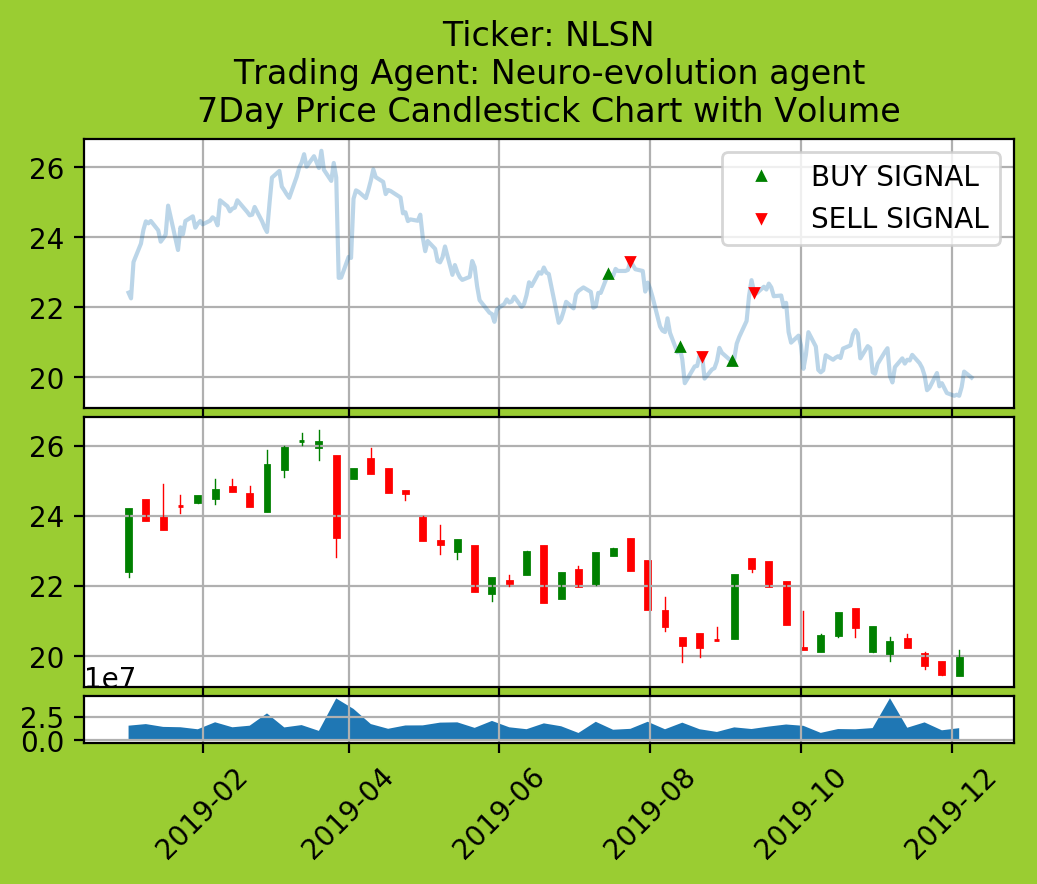 Ticker: NLSN
Trading Agent: Neuro-evolution agent
7Day Price Candlestick Chart with Volume
26
24
22
20
BUY SIGNAL
SELL SIGNAL
26
24
22
20
1e7
2.5
0.0
2019-02
2019-04
2019-06
2019-08
2019-10
2019-12